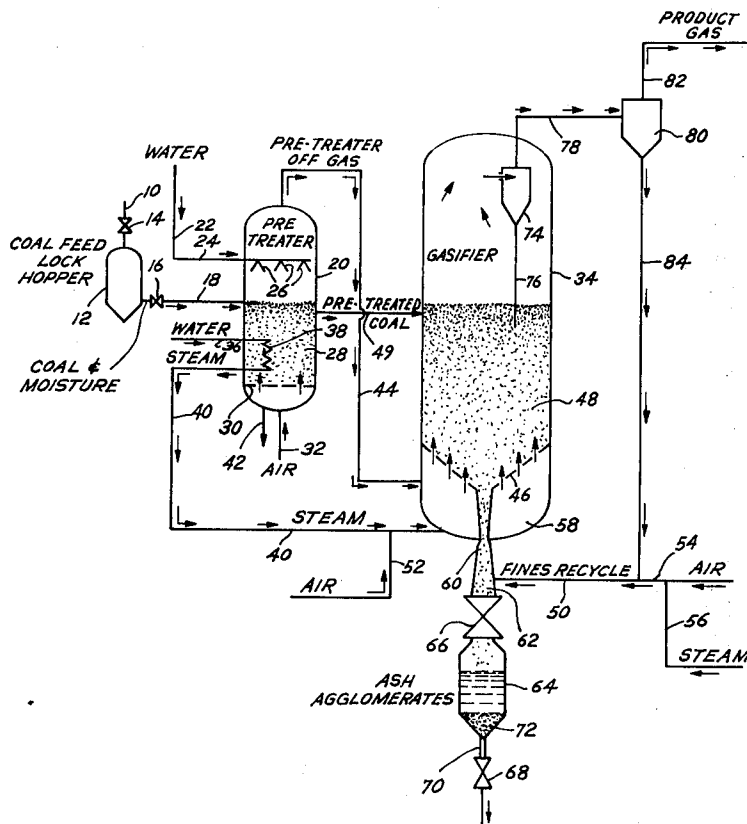 PRODUCT
GAS
82
80
78
PRE-TREATER
OFF GAS
WATER
10
14
22
24
PRE
TREATER
26
20
COAL FEED
LOCK
HOPPER
12
16
18
COAL &
MOISTURE
GASIFIER
74
76
34
84
PRE-TREATED
COAL
49
WATER
36
38
STEAM
28
44
48
40
30
42
32
AIR
46
58
STEAM
40
52
AIR
60
FINES RECYCLE
50
54
AIR
62
56
STEAM
66
ASH
AGGLOMERATES
64
72
70
68